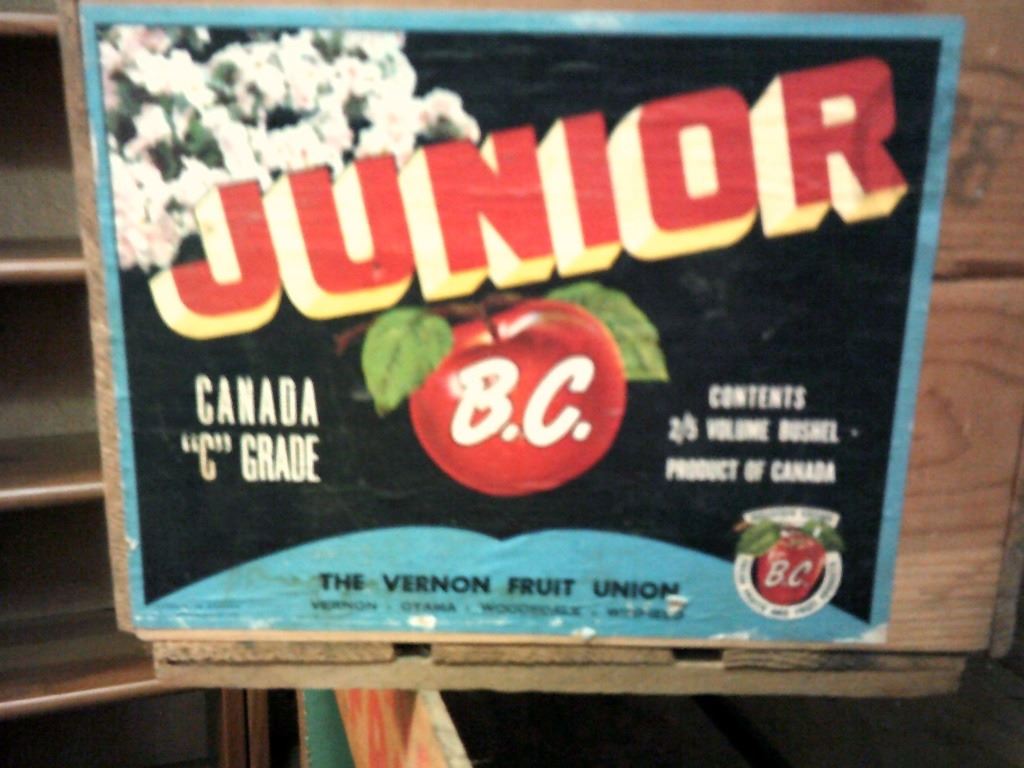 JUNIOR
B.C.
CANADA
"C" GRADE
CONTENTS
2/5 VOLUME BUSHEL
PRODUCT OF CANADA
B.C.
THE VERNON FRUIT UNION
VERNON - OYAMA - WOODSDALE -